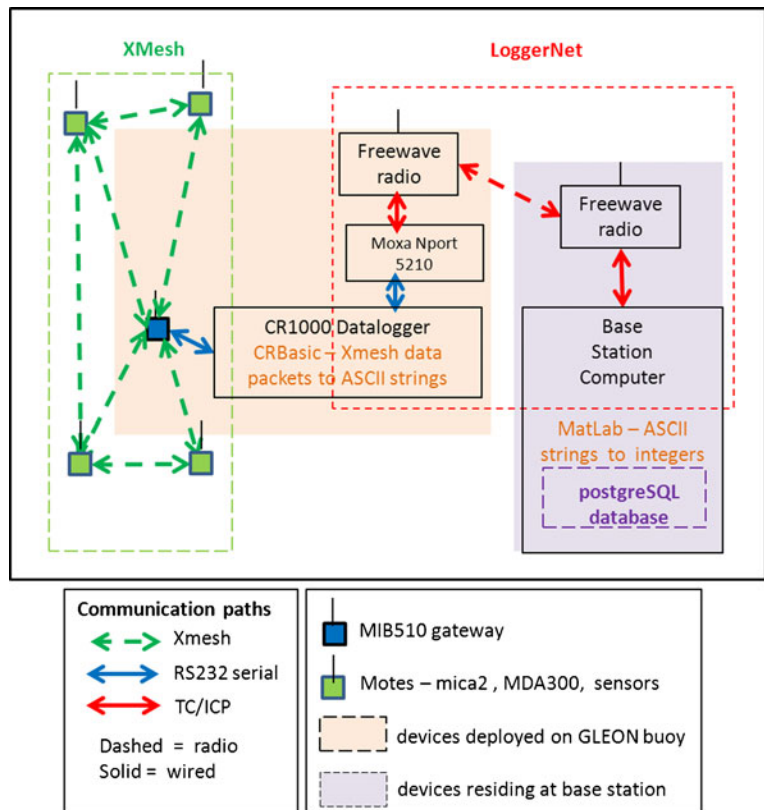 XMesh
LoggerNet
Freewave
radio
Freewave
radio
Moxa Nport
5210
CR1000 Datalogger
CRBasic – Xmesh data
packets to ASCII strings
Base
Station
Computer
MatLab – ASCII
strings to integers
postgreSQL
database
Communication paths
Xmesh
RS232 serial
TC/ICP
Dashed = radio
Solid = wired
MIB510 gateway
Motes – mica2 , MDA300, sensors
devices deployed on GLEON buoy
devices residing at base station